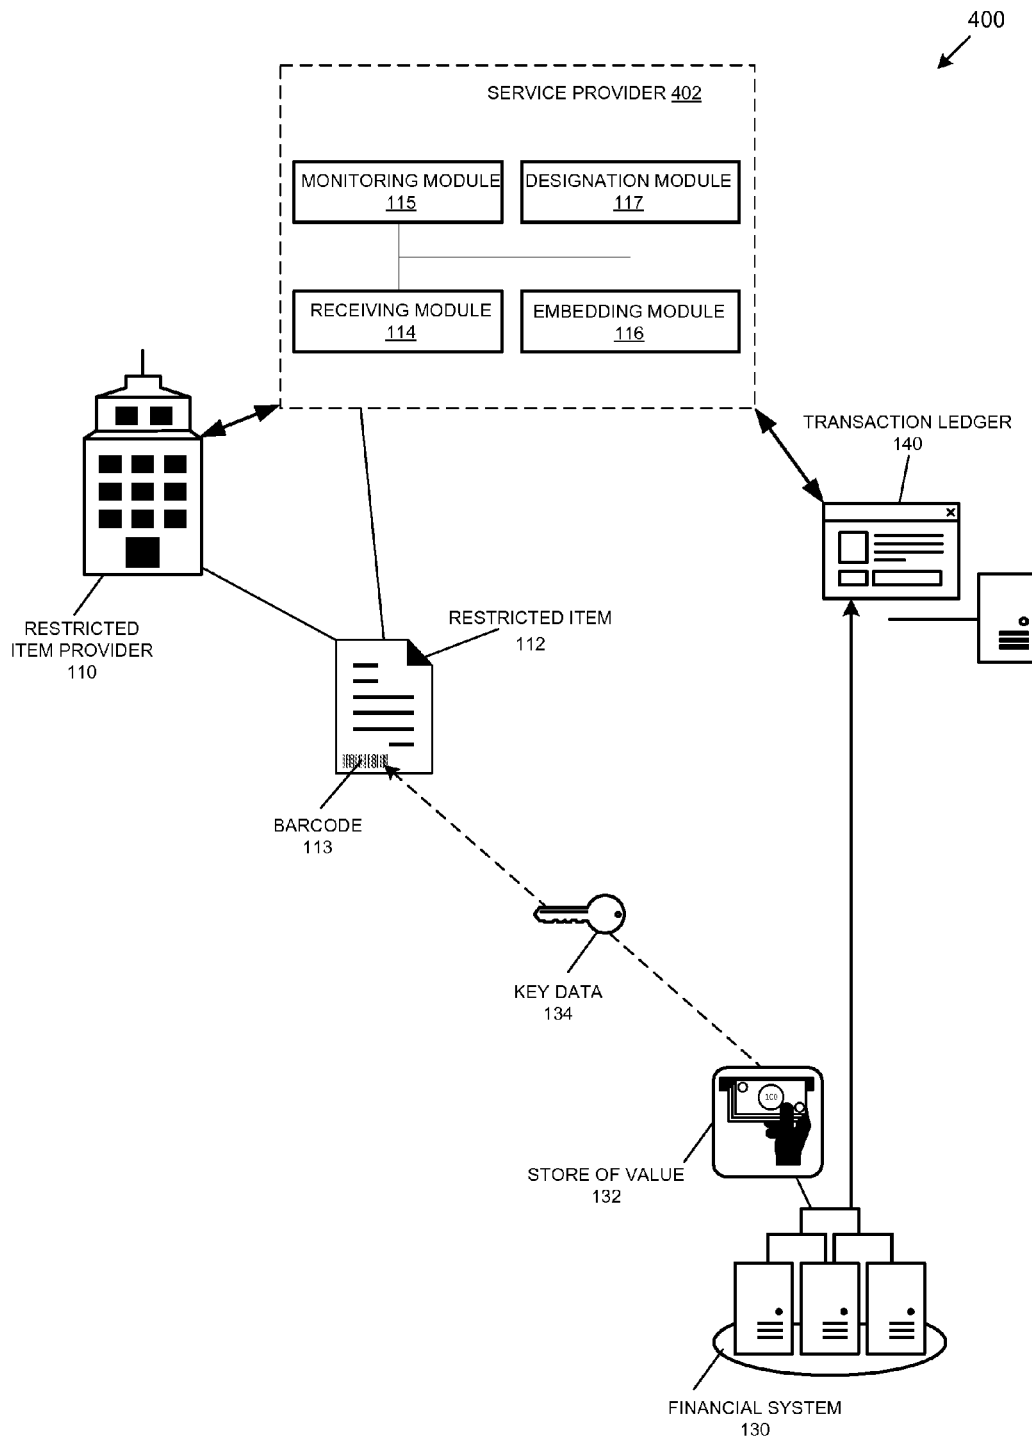 400
SERVICE PROVIDER 402
MONITORING MODULE
115
DESIGNATION MODULE
117
RECEIVING MODULE
114
EMBEDDING MODULE
116
TRANSACTION LEDGER
140
RESTRICTED
ITEM PROVIDER
110
RESTRICTED ITEM
112
BARCODE
113
KEY DATA
134
100
STORE OF VALUE
132
FINANCIAL SYSTEM
130